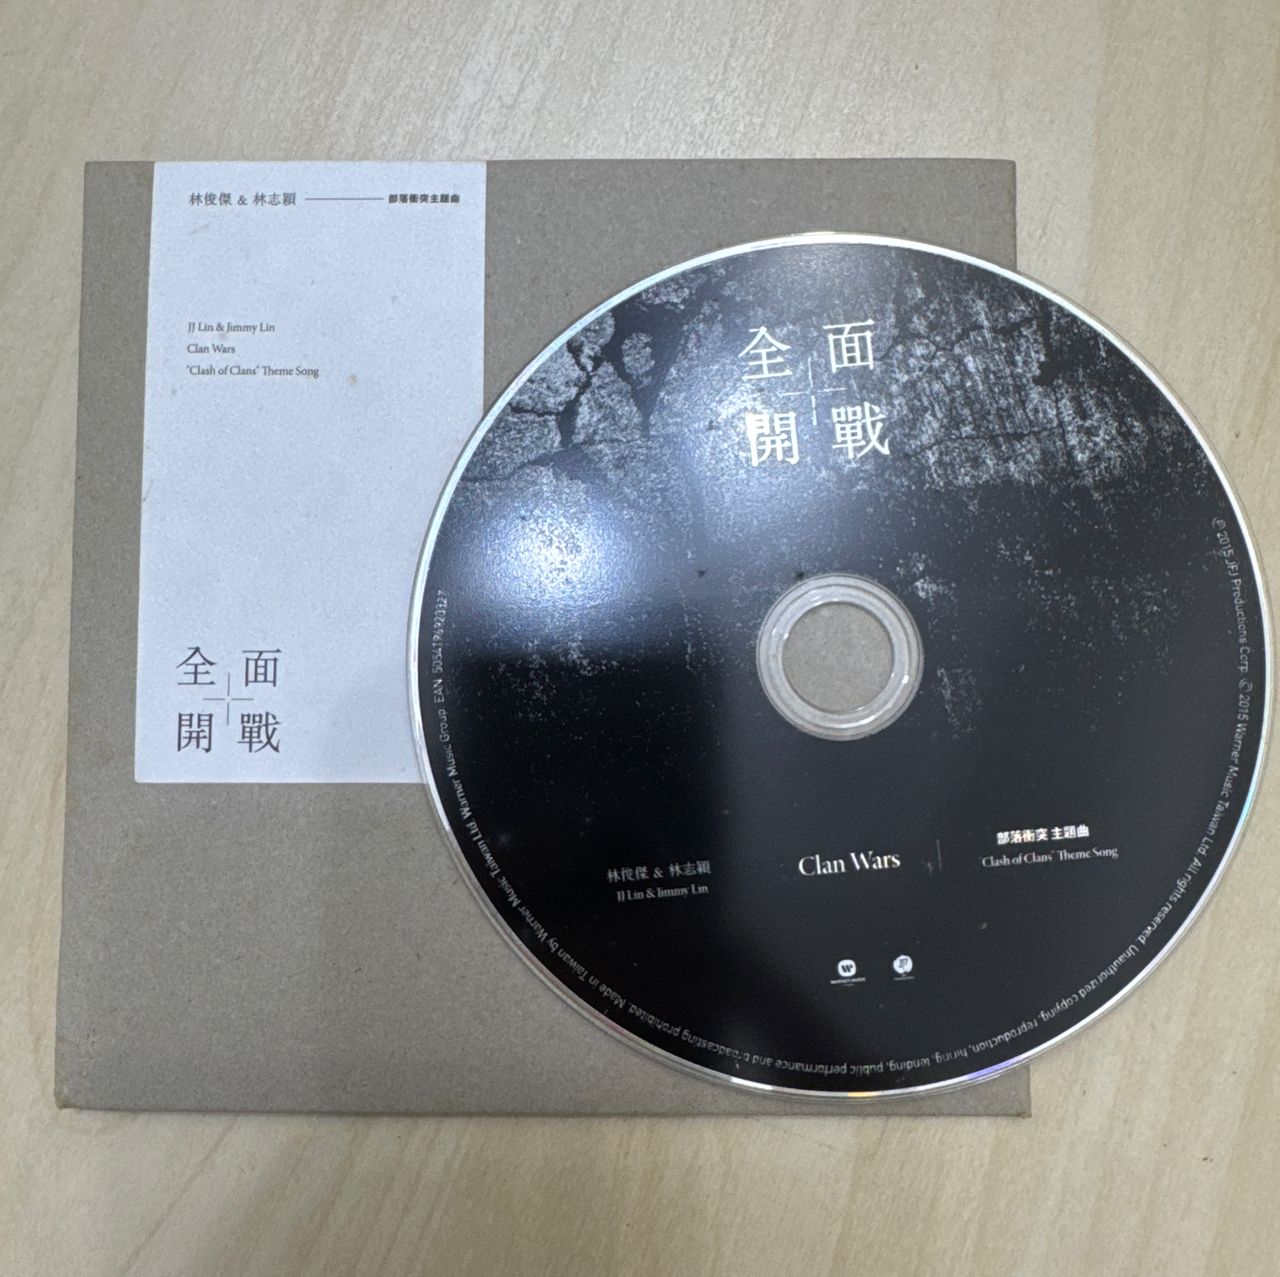 林俊傑 & 林志穎 部落衝突主題曲
JJ Lin & Jimmy Lin
Clan Wars
"Clash of Clans" Theme Song
全面
開戰
全面
開戰
林俊傑 & 林志穎
JJ Lin & Jimmy Lin
Clan Wars
部落衝突 主題曲
"Clash of Clans" Theme Song
WARNER MUSIC
℗ 2015 JFJ Productions Corp. © 2015 Warner Music Taiwan Ltd. All rights reserved. Unauthorized copying, reproduction, hiring, lending, public performance and broadcasting prohibited. Made in Taiwan by Warner Music Taiwan Ltd. Warner Music Group EAN 5054196923327